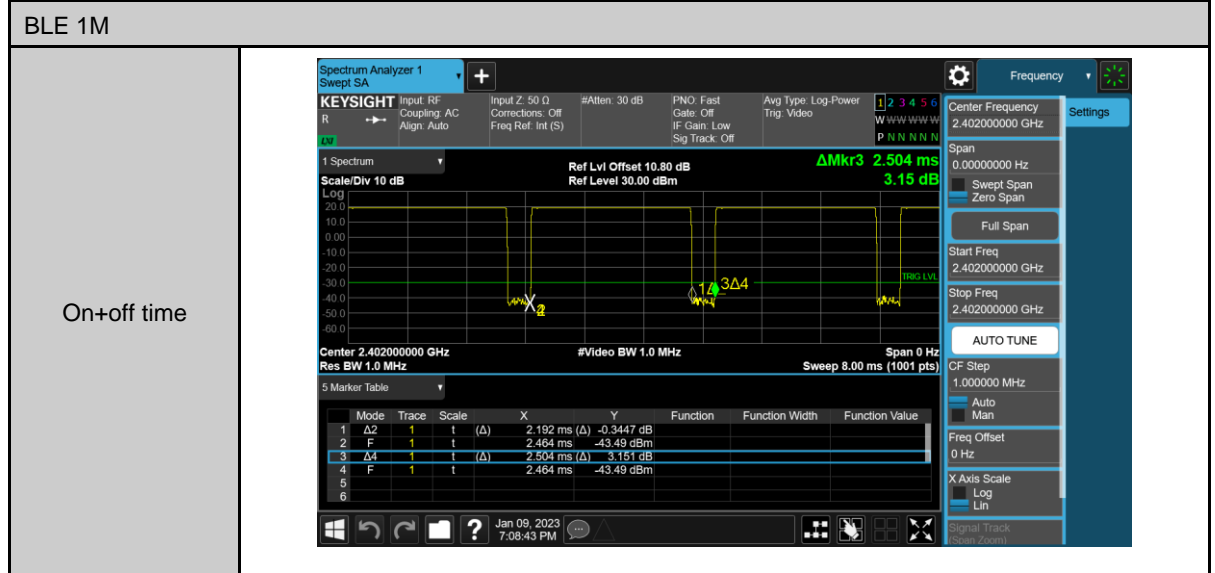 BLE 1M
On+off time
Spectrum Analyzer 1
Swept SA
Frequency
KEYSIGHT
R
LXI
Input: RF
Coupling: AC
Align: Auto
Input Z: 50 Ω
Corrections: Off
Freq Ref: Int (S)
#Atten: 30 dB
PNO: Fast
Gate: Off
IF Gain: Low
Sig Track: Off
Avg Type: Log-Power
Trig: Video
1 2 3 4 5 6
W W W W W W
P N N N N N
1 Spectrum
Scale/Div 10 dB
Ref Lvl Offset 10.80 dB
Ref Level 30.00 dBm
ΔMkr3 2.504 ms
3.15 dB
Log
20.0
10.0
0.00
-10.0
-20.0
-30.0
-40.0
-50.0
-60.0
TRIG LVL
3Δ4
Center 2.402000000 GHz
Res BW 1.0 MHz
#Video BW 1.0 MHz
Span 0 Hz
Sweep 8.00 ms (1001 pts)
5 Marker Table
Mode Trace Scale X Y Function Function Width Function Value
1 Δ2 1 t (Δ) 2.192 ms (Δ) -0.3447 dB
2 F 1 t 2.464 ms -43.49 dBm
3 Δ4 1 t (Δ) 2.504 ms (Δ) 3.151 dB
4 F 1 t 2.464 ms -43.49 dBm
5
6
Jan 09, 2023
7:08:43 PM
Center Frequency
2.402000000 GHz
Settings
Span
0.00000000 Hz
Swept Span
Zero Span
Full Span
Start Freq
2.402000000 GHz
Stop Freq
2.402000000 GHz
AUTO TUNE
CF Step
1.000000 MHz
Auto
Man
Freq Offset
0 Hz
X Axis Scale
Log
Lin
Signal Track
(Span Zoom)